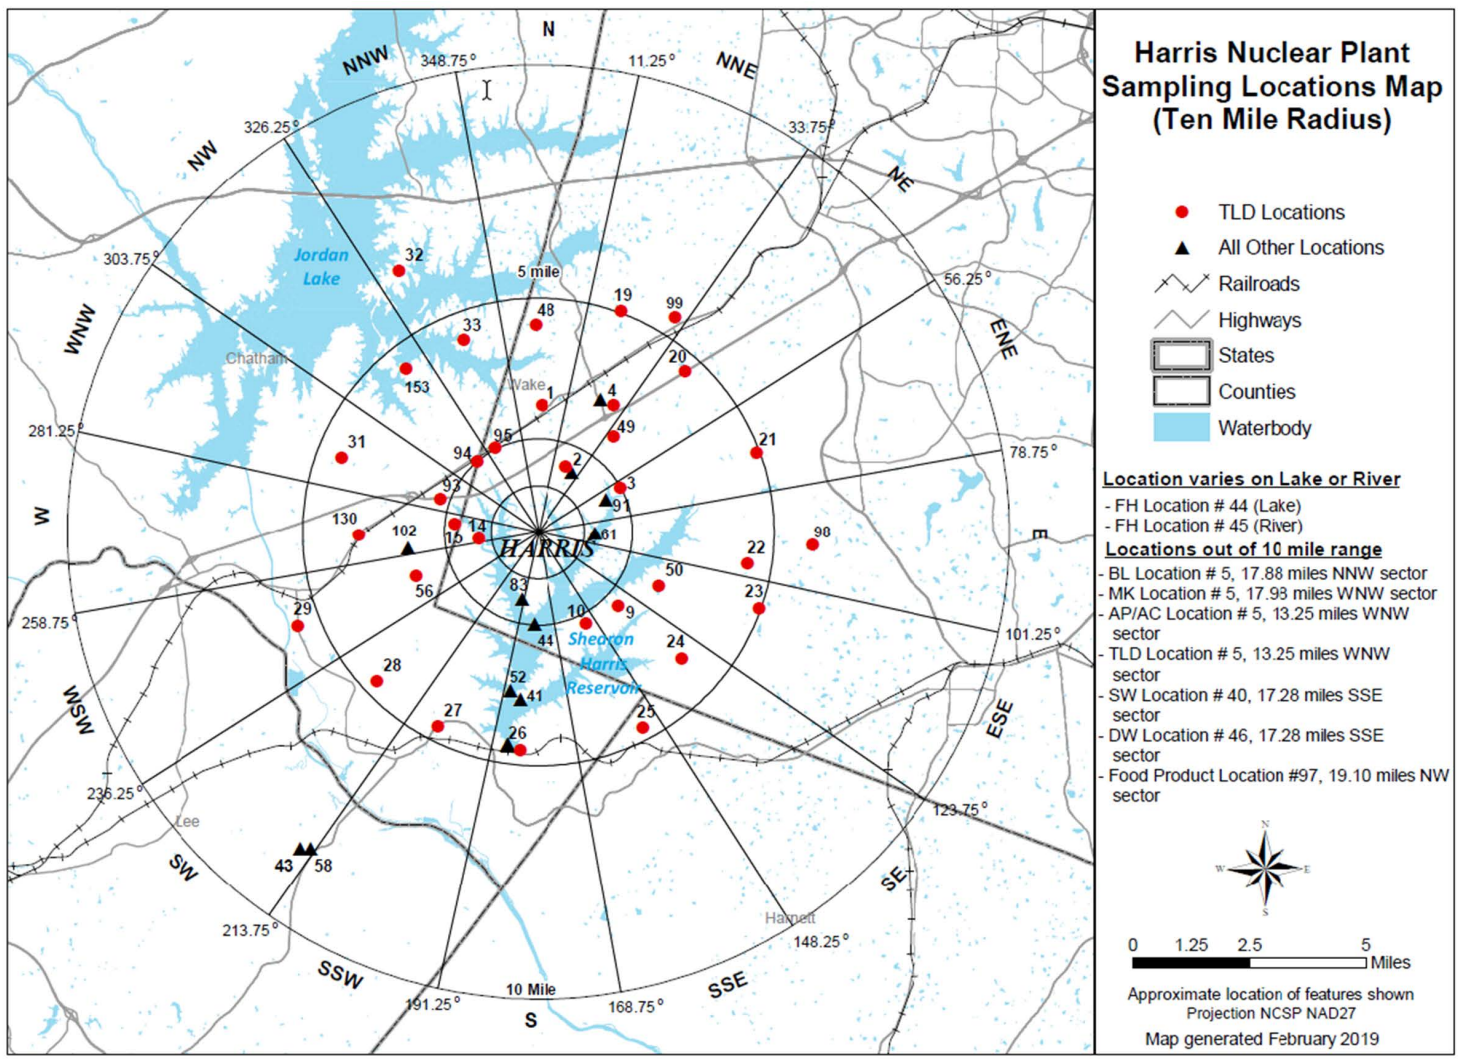 N
NNW
348.75°
11.25°
NNE
326.25°
33.75°
NW
NE
303.75°
Jordan
Lake
32
5 mile
56.25°
WNW
33
48
19
99
ENE
Chatham
153
Wake
20
1
4
281.25°
31
95
49
21
78.75°
94
2
93
3
91
W
130
102
14
15
61
98
E
HARRIS
22
56
83
50
23
29
258.75°
10
9
44
Shearon
Harris
Reservoir
24
101.25°
28
52
41
WSW
27
26
25
ESE
236.25°
123.75°
Lee
43
58
SW
SE
Harnett
213.75°
148.25°
SSW
10 Mile
SSE
191.25°
168.75°
S
Harris Nuclear Plant
Sampling Locations Map
(Ten Mile Radius)
TLD Locations
All Other Locations
Railroads
Highways
States
Counties
Waterbody
Location varies on Lake or River
- FH Location # 44 (Lake)
- FH Location # 45 (River)
Locations out of 10 mile range
- BL Location # 5, 17.88 miles NNW sector
- MK Location # 5, 17.98 miles WNW sector
- AP/AC Location # 5, 13.25 miles WNW
sector
- TLD Location # 5, 13.25 miles WNW
sector
- SW Location # 40, 17.28 miles SSE
sector
- DW Location # 46, 17.28 miles SSE
sector
- Food Product Location #97, 19.10 miles NW
sector
N
W
E
S
0 1.25 2.5 5
Miles
Approximate location of features shown
Projection NCSP NAD27
Map generated February 2019